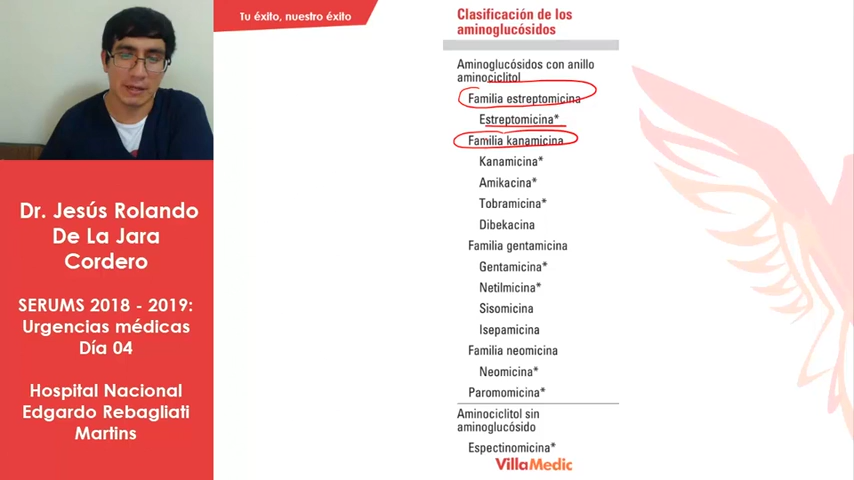 Tu éxito, nuestro éxito
Dr. Jesús Rolando
De La Jara
Cordero
SERUMS 2018 - 2019:
Urgencias médicas
Día 04
Hospital Nacional
Edgardo Rebagliati
Martins
Clasificación de los
aminoglucósidos
Aminoglucósidos con anillo
aminociclitol
Familia estreptomicina
Estreptomicina*
Familia kanamicina
Kanamicina*
Amikacina*
Tobramicina*
Dibekacina
Familia gentamicina
Gentamicina*
Netilmicina*
Sisomicina
Isepamicina
Familia neomicina
Neomicina*
Paromomicina*
Aminociclitol sin
aminoglucósido
Espectinomicina*
VillaMedic